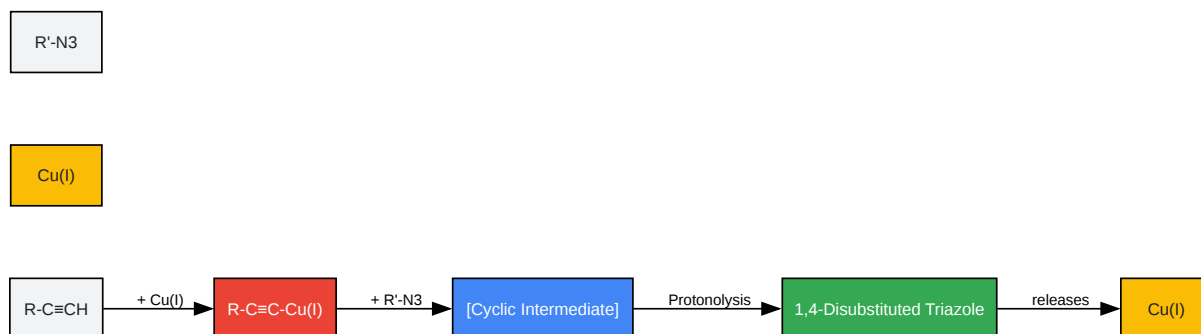 R'-N3
Cu(I)
R-C≡CH
+ Cu(I)
R-C≡C-Cu(I)
+ R'-N3
[Cyclic Intermediate]
Protonolysis
1,4-Disubstituted Triazole
releases
Cu(I)